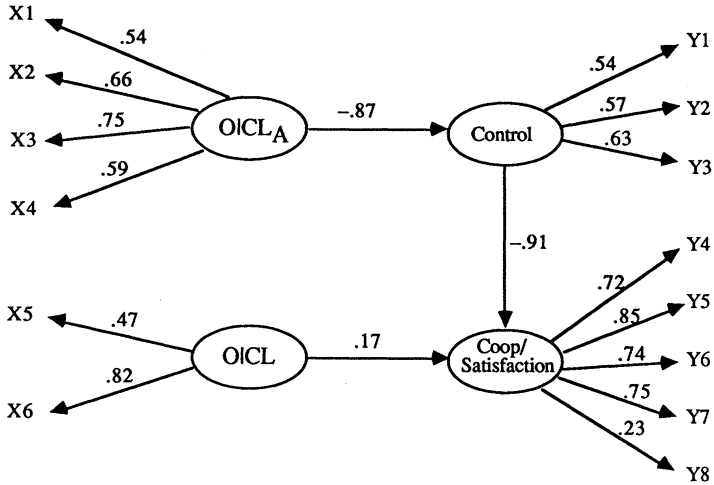 X1
.54
X2
.66
X3
.75
X4
.59
O|CL_A
–.87
Control
Y1
.54
Y2
.57
Y3
.63
–.91
X5
.47
X6
.82
O|CL
.17
Coop/
Satisfaction
Y4
.72
Y5
.85
Y6
.74
Y7
.75
Y8
.23